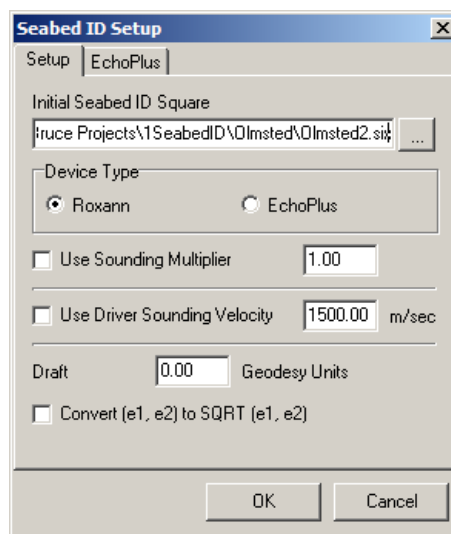 Seabed ID Setup
Setup EchoPlus
Initial Seabed ID Square
ruce Projects\1SeabedID\Olmsted\Olmsted2.six ...
Device Type
Roxann EchoPlus
Use Sounding Multiplier 1.00
Use Driver Sounding Velocity 1500.00 m/sec
Draft 0.00 Geodesy Units
Convert (e1, e2) to SQRT (e1, e2)
OK Cancel